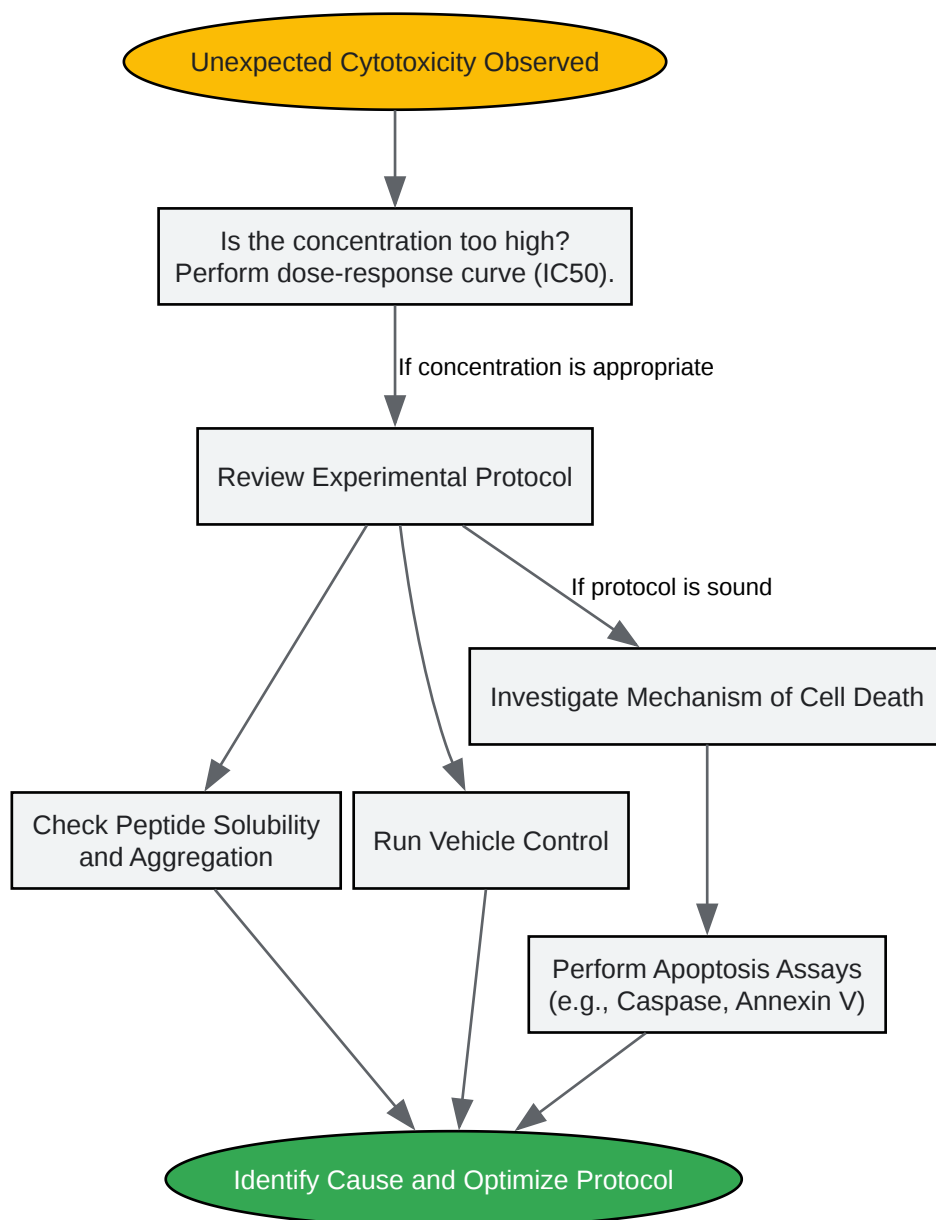 Unexpected Cytotoxicity Observed
Is the concentration too high?
Perform dose-response curve (IC50).
If concentration is appropriate
Review Experimental Protocol
If protocol is sound
Investigate Mechanism of Cell Death
Check Peptide Solubility
and Aggregation
Run Vehicle Control
Perform Apoptosis Assays
(e.g., Caspase, Annexin V)
Identify Cause and Optimize Protocol